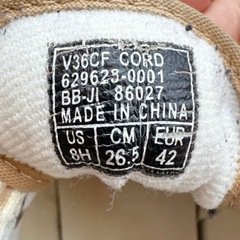 V36CF CORD
629623-0001
BB-JI 86027
MADE IN CHINA
US CM EUR
8H 26.5 42